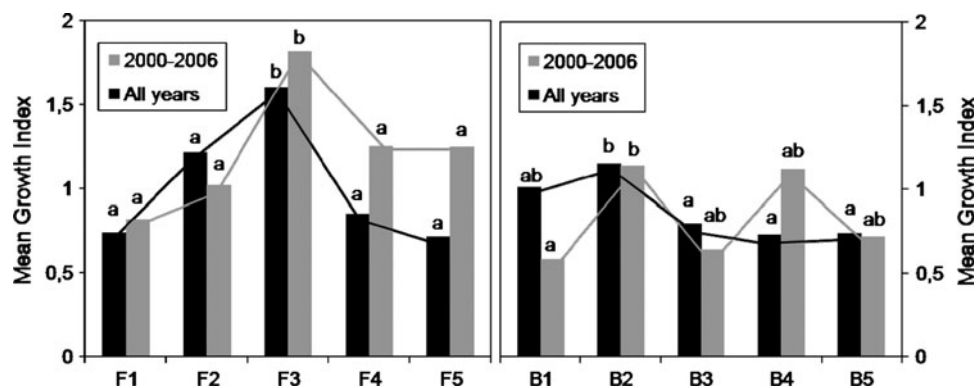 Mean Growth Index
2
1,5
1
0,5
0
2000-2006
All years
a
a
a
a
b
b
a
a
a
a
F1
F2
F3
F4
F5
2000-2006
All years
ab
a
b
b
a
ab
a
ab
a
ab
B1
B2
B3
B4
B5
2
1,5
1
0,5
0
Mean Growth Index